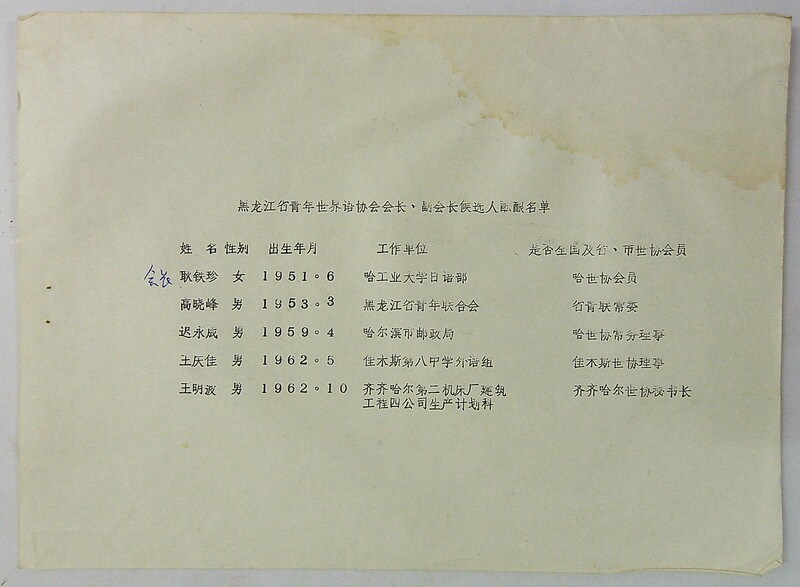 黑龙江省青年世界语协会会长、副会长候选人酝酿名单
姓 名 性别 出生年月 工作单位 是否全国及省、市世协会员
会长 耿铁珍 女 1951。6 哈工业大学日语部 哈世协会员
高晓峰 男 1953。3 黑龙江省青年联合会 省青联常委
迟永成 男 1959。4 哈尔滨市邮政局 哈世协常务理事
王庆佳 男 1962。5 佳木斯第八中学外语组 佳木斯世协理事
王明波 男 1962。10 齐齐哈尔第二机床厂建筑 齐齐哈尔世协秘书长
工程四公司生产计划科